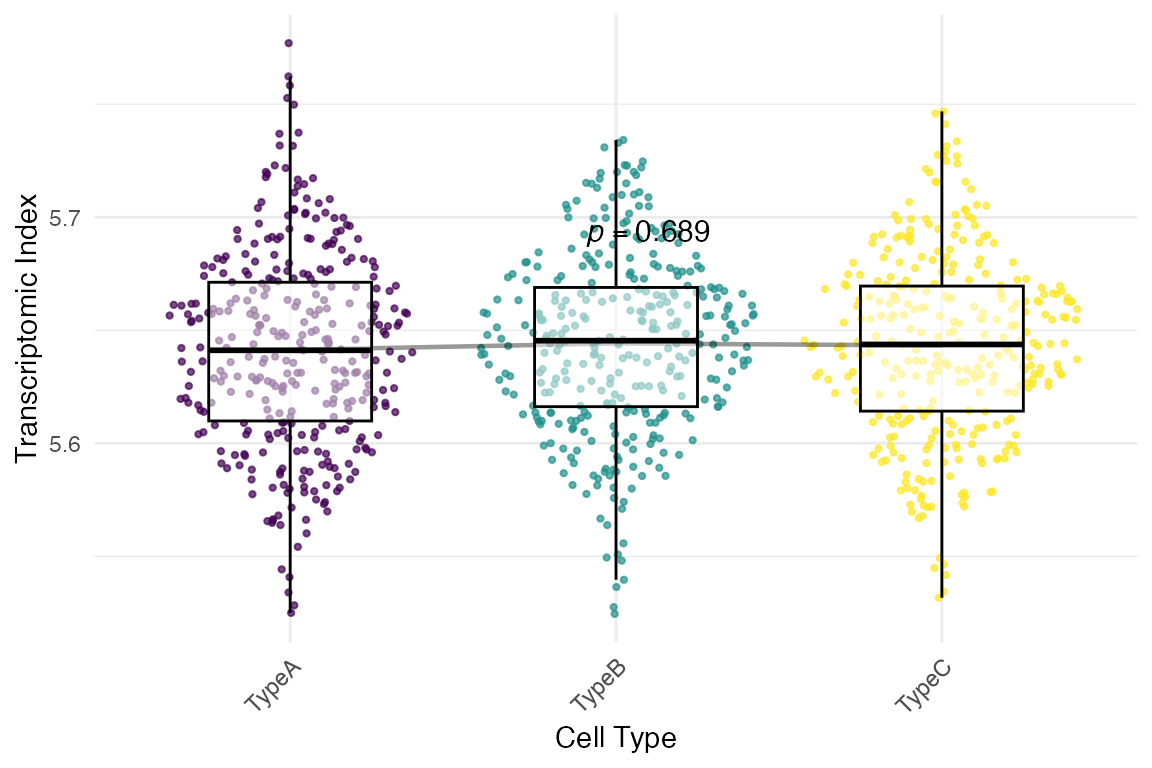 Transcriptomic Index
5.7
5.6
p = 0.689
TypeA
TypeB
TypeC
Cell Type